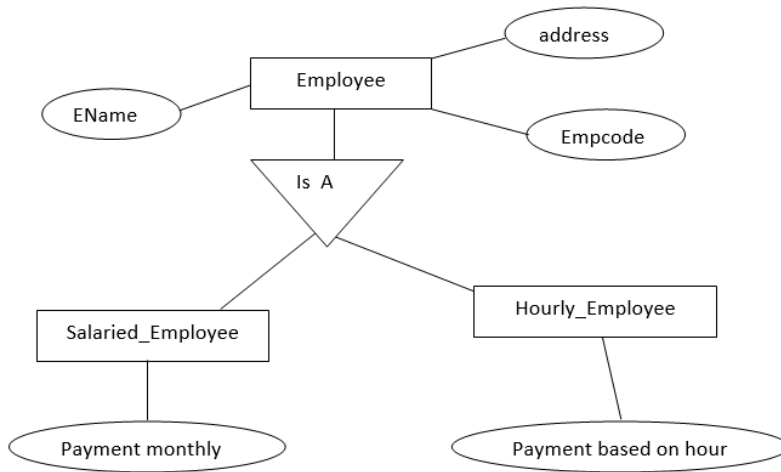 address
Employee
EName
Empcode
Is A
Hourly_Employee
Salaried_Employee
Payment monthly
Payment based on hour